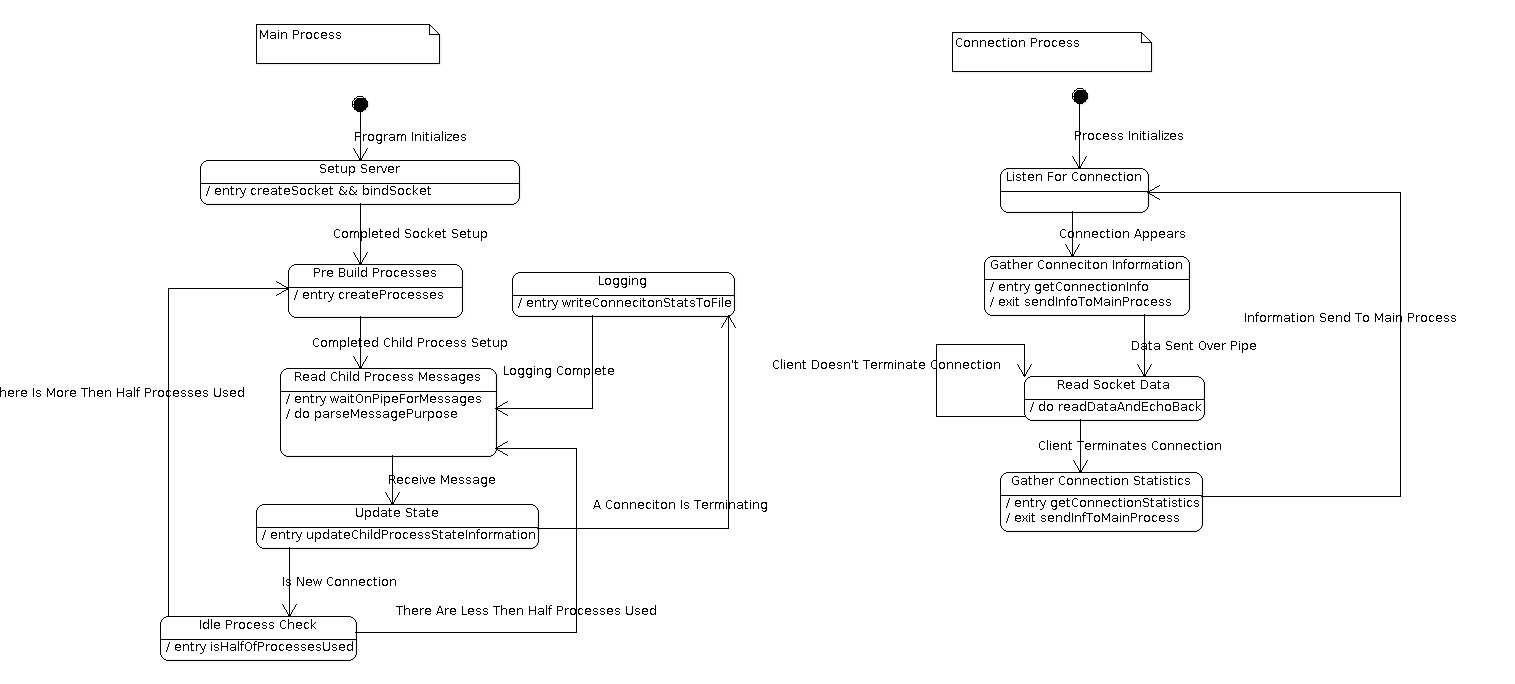 Main Process
Program Initializes
Setup Server
/ entry createSocket && bindSocket
Completed Socket Setup
Pre Build Processes
/ entry createProcesses
Logging
/ entry writeConnecitonStatsToFile
Completed Child Process Setup
Logging Complete
Read Child Process Messages
/ entry waitOnPipeForMessages
/ do parseMessagePurpose
here Is More Then Half Processes Used
Receive Message
A Conneciton Is Terminating
Update State
/ entry updateChildProcessStateInformation
Is New Connection
There Are Less Then Half Processes Used
Idle Process Check
/ entry isHalfOfProcessesUsed
Connection Process
Process Initializes
Listen For Connection
Connection Appears
Gather Conneciton Information
/ entry getConnectionInfo
/ exit sendInfoToMainProcess
Information Send To Main Process
Data Sent Over Pipe
Client Doesn't Terminate Connection
Read Socket Data
/ do readDataAndEchoBack
Client Terminates Connection
Gather Connection Statistics
/ entry getConnectionStatistics
/ exit sendInfToMainProcess